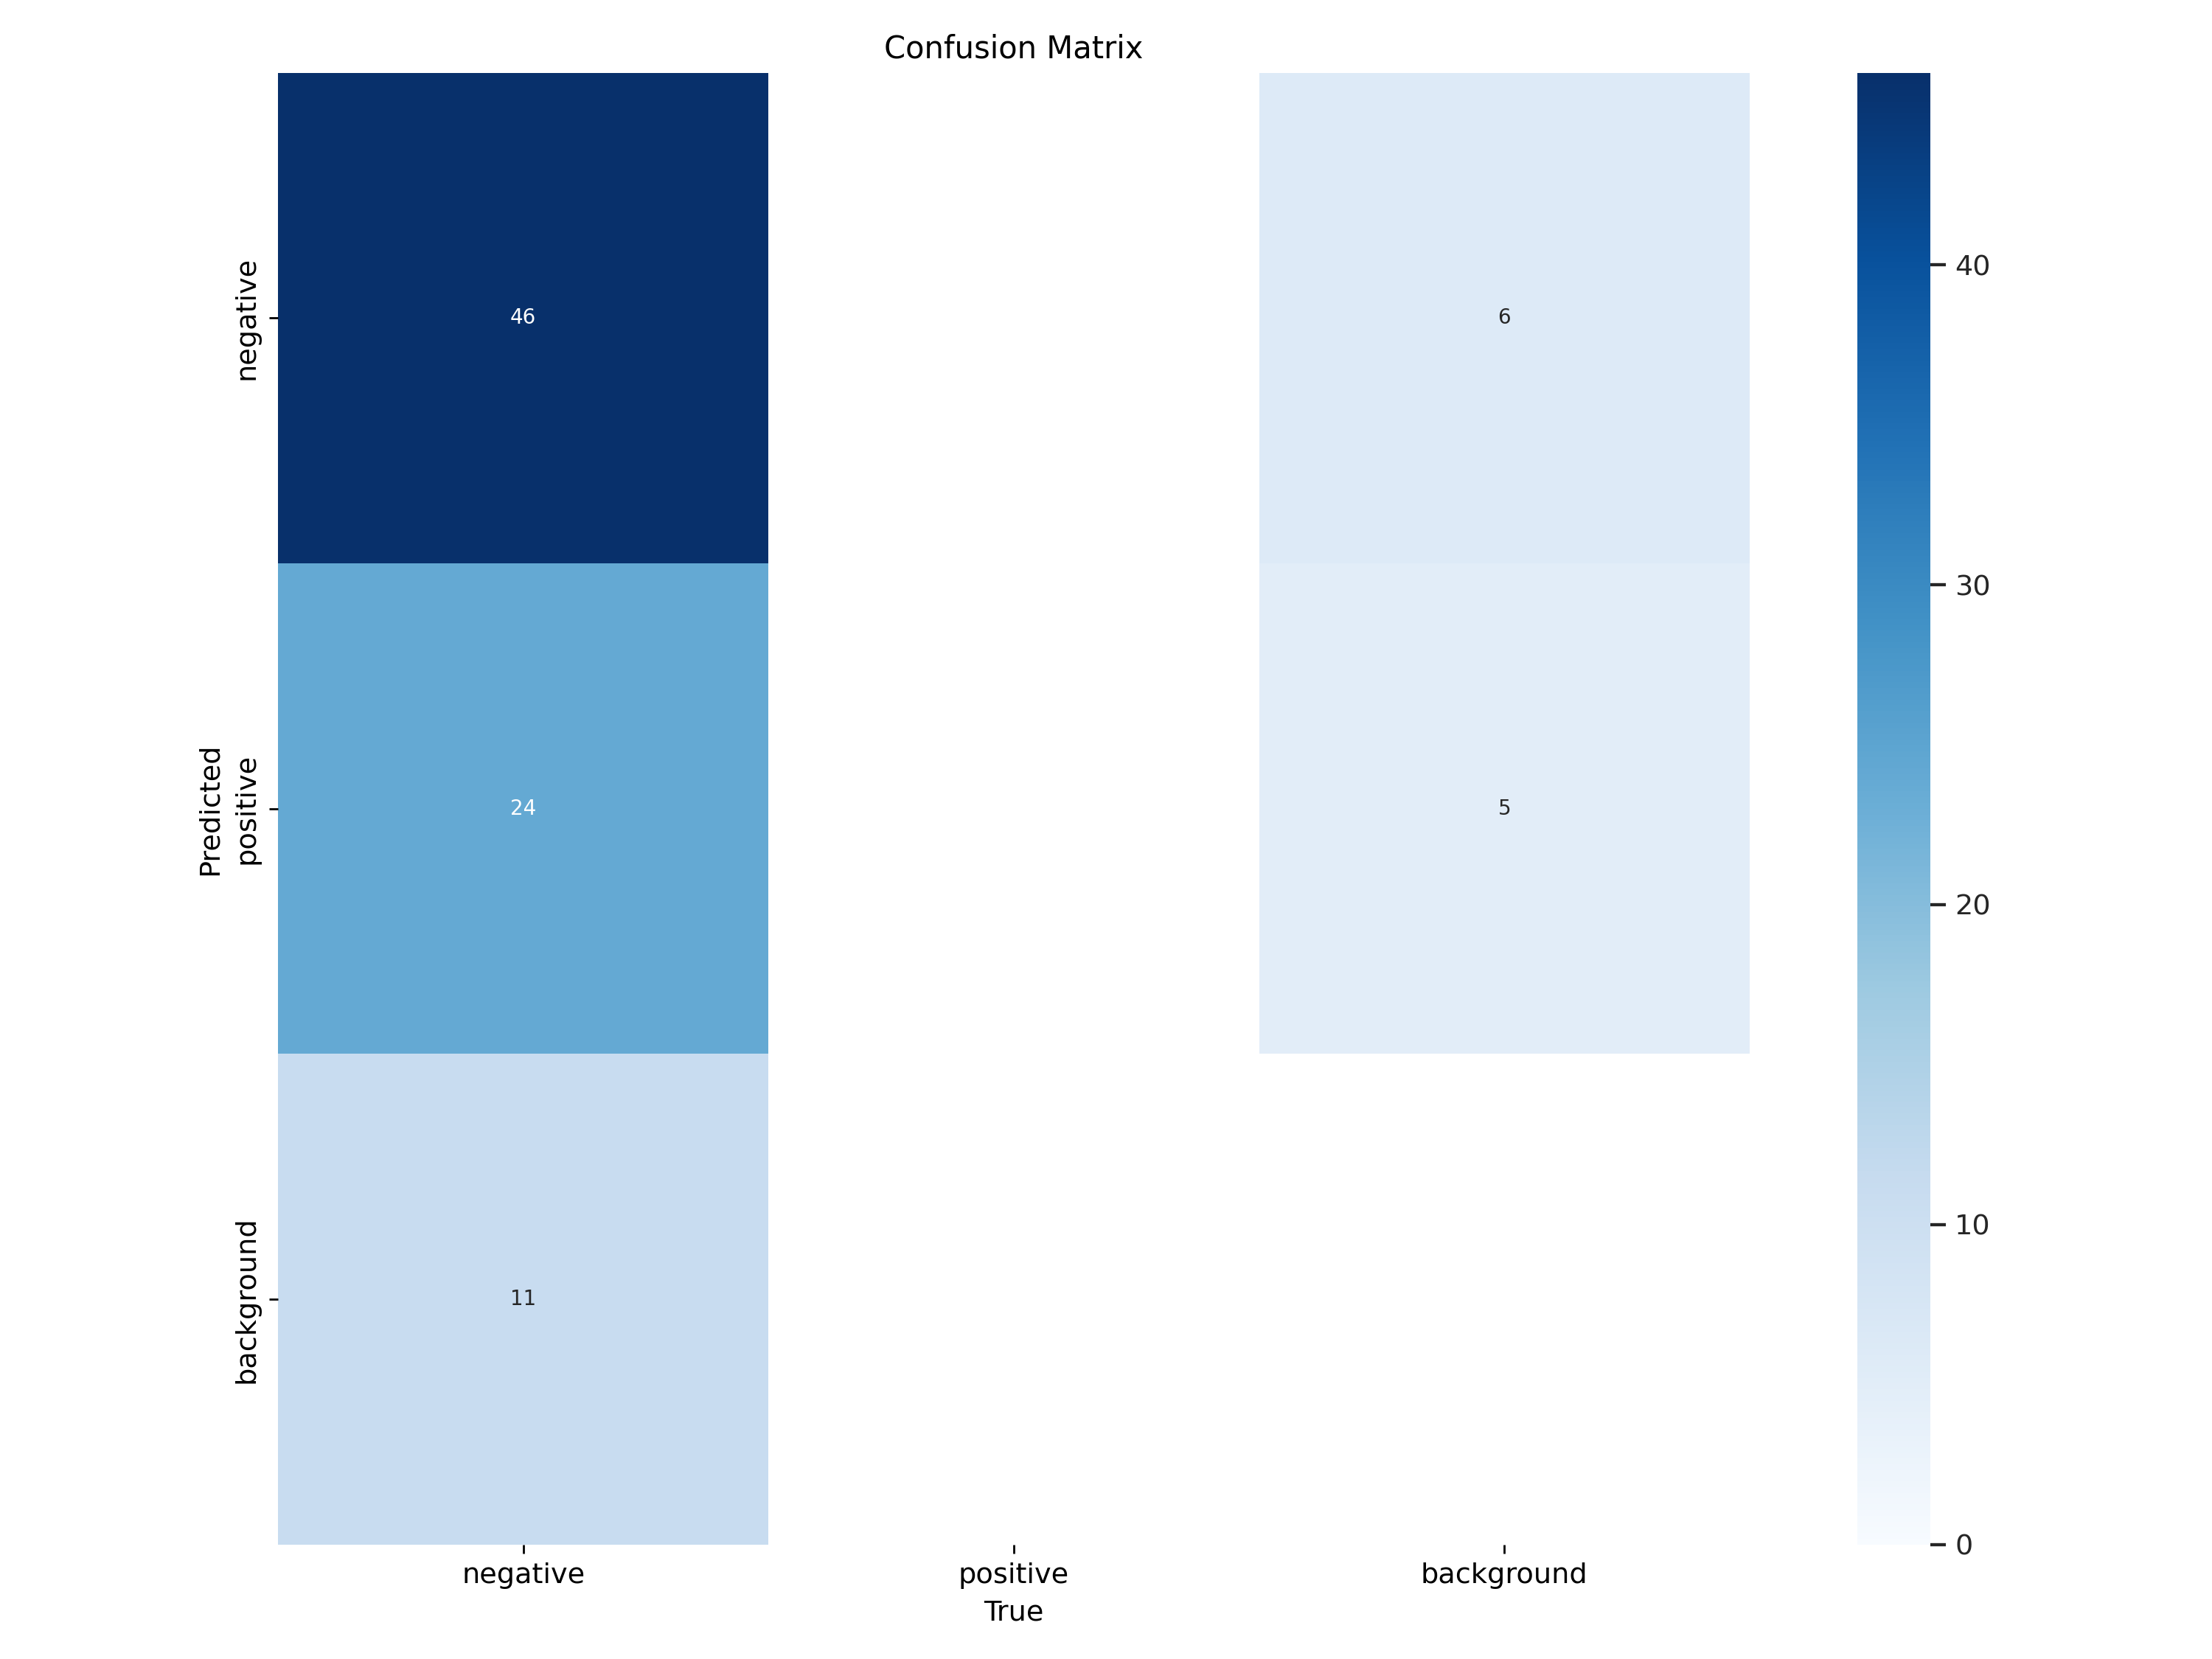 Confusion Matrix
negative
46
6
40
30
Predicted
positive
24
5
20
background
11
10
0
negative
positive
background
True